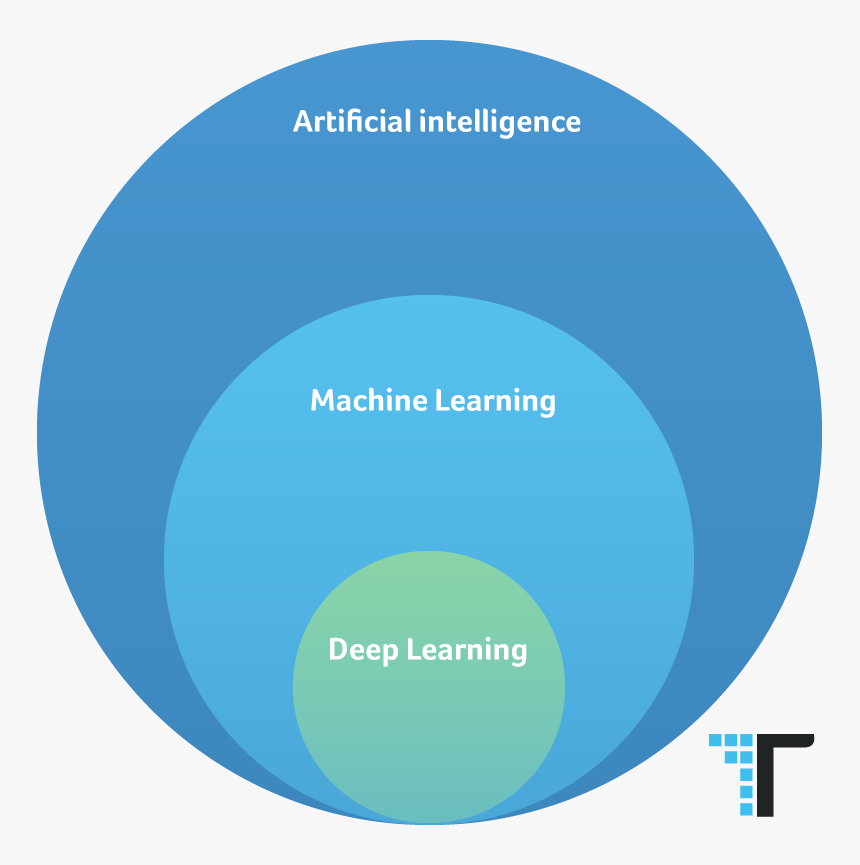 Artificial intelligence
Machine Learning
Deep Learning